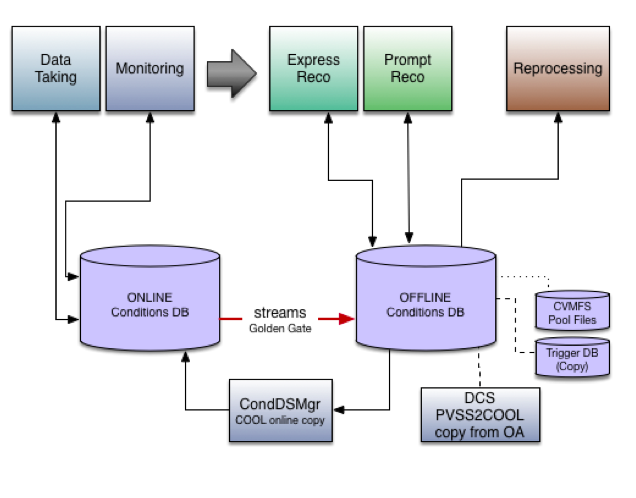 Data
Taking
Monitoring
Express
Reco
Prompt
Reco
Reprocessing
ONLINE
Conditions DB
streams
Golden Gate
OFFLINE
Conditions DB
CVMFS
Pool Files
Trigger DB
(Copy)
CondDSMgr
COOL online copy
DCS
PVSS2COOL
copy from OA